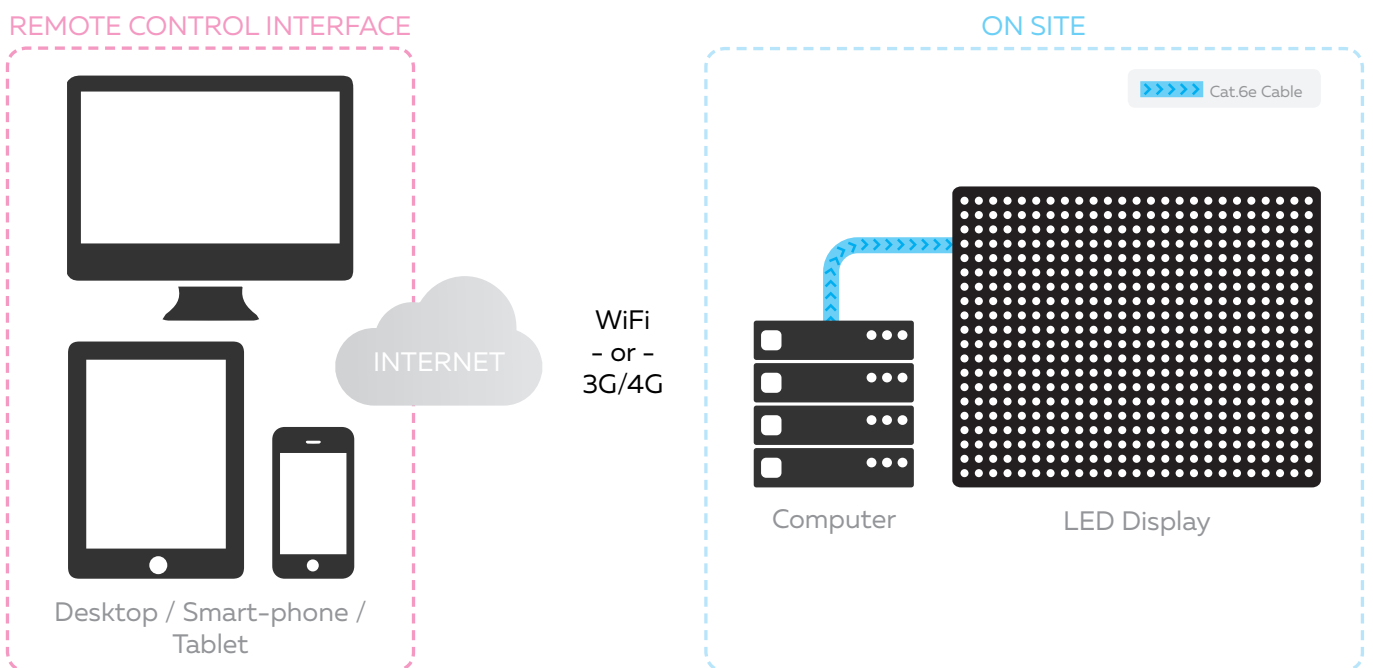 REMOTE CONTROL INTERFACE
ON SITE
Cat.6e Cable
INTERNET
WiFi
- or -
3G/4G
Computer
LED Display
Desktop / Smart-phone /
Tablet